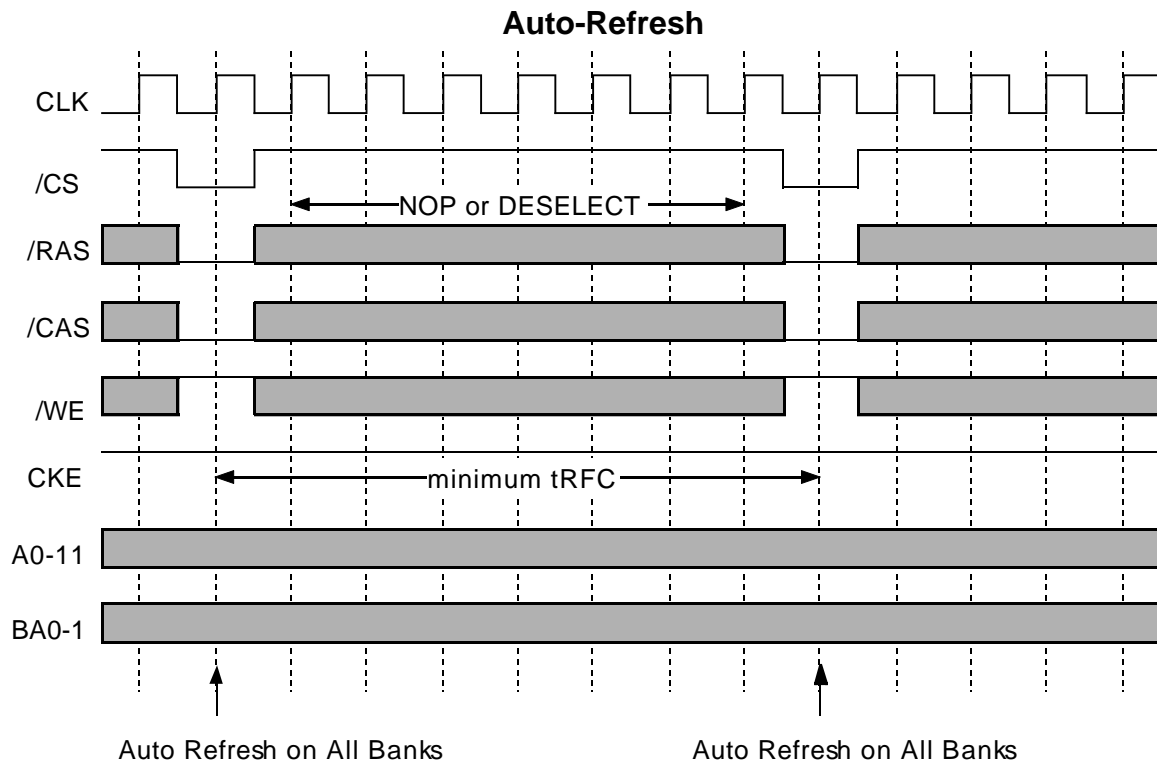 Auto-Refresh
CLK
/CS
NOP or DESELECT
/RAS
/CAS
/WE
CKE
minimum tRFC
A0-11
BA0-1
Auto Refresh on All Banks
Auto Refresh on All Banks